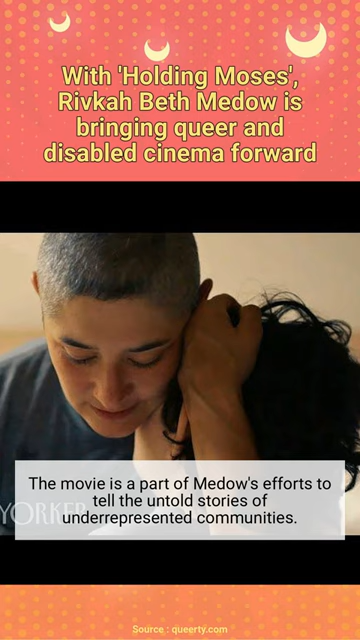 With 'Holding Moses',
Rivkah Beth Medow is
bringing queer and
disabled cinema forward
The movie is a part of Medow's efforts to
tell the untold stories of
YORKER
underrepresented communities.
Source : queerty.com